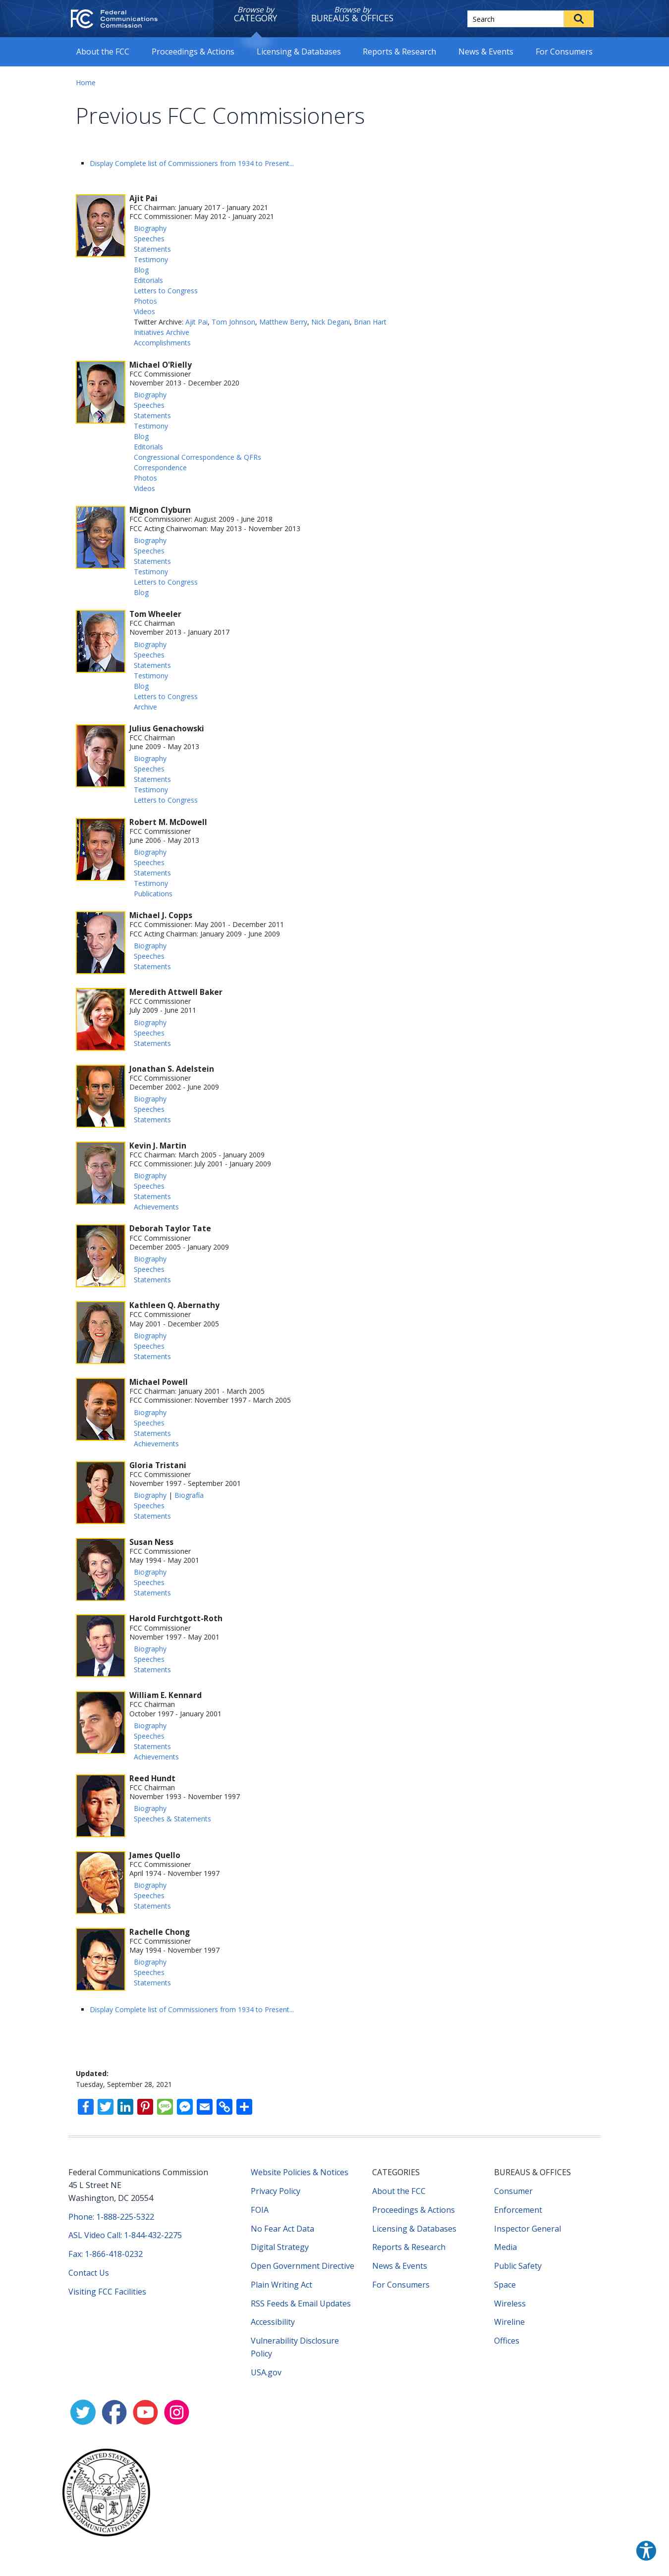 FCC Federal Communications Commission
Browse by CATEGORY
Browse by BUREAUS & OFFICES
Search
About the FCC
Proceedings & Actions
Licensing & Databases
Reports & Research
News & Events
For Consumers
Home
Previous FCC Commissioners
Display Complete list of Commissioners from 1934 to Present...
Ajit Pai
FCC Chairman: January 2017 - January 2021
FCC Commissioner: May 2012 - January 2021
Biography
Speeches
Statements
Testimony
Blog
Editorials
Letters to Congress
Photos
Videos
Twitter Archive: Ajit Pai, Tom Johnson, Matthew Berry, Nick Degani, Brian Hart
Initiatives Archive
Accomplishments
Michael O'Rielly
FCC Commissioner
November 2013 - December 2020
Biography
Speeches
Statements
Testimony
Blog
Editorials
Congressional Correspondence & QFRs
Correspondence
Photos
Videos
Mignon Clyburn
FCC Commissioner: August 2009 - June 2018
FCC Acting Chairwoman: May 2013 - November 2013
Biography
Speeches
Statements
Testimony
Letters to Congress
Blog
Tom Wheeler
FCC Chairman
November 2013 - January 2017
Biography
Speeches
Statements
Testimony
Blog
Letters to Congress
Archive
Julius Genachowski
FCC Chairman
June 2009 - May 2013
Biography
Speeches
Statements
Testimony
Letters to Congress
Robert M. McDowell
FCC Commissioner
June 2006 - May 2013
Biography
Speeches
Statements
Testimony
Publications
Michael J. Copps
FCC Commissioner: May 2001 - December 2011
FCC Acting Chairman: January 2009 - June 2009
Biography
Speeches
Statements
Meredith Attwell Baker
FCC Commissioner
July 2009 - June 2011
Biography
Speeches
Statements
Jonathan S. Adelstein
FCC Commissioner
December 2002 - June 2009
Biography
Speeches
Statements
Kevin J. Martin
FCC Chairman: March 2005 - January 2009
FCC Commissioner: July 2001 - January 2009
Biography
Speeches
Statements
Achievements
Deborah Taylor Tate
FCC Commissioner
December 2005 - January 2009
Biography
Speeches
Statements
Kathleen Q. Abernathy
FCC Commissioner
May 2001 - December 2005
Biography
Speeches
Statements
Michael Powell
FCC Chairman: January 2001 - March 2005
FCC Commissioner: November 1997 - March 2005
Biography
Speeches
Statements
Achievements
Gloria Tristani
FCC Commissioner
November 1997 - September 2001
Biography | Biografía
Speeches
Statements
Susan Ness
FCC Commissioner
May 1994 - May 2001
Biography
Speeches
Statements
Harold Furchtgott-Roth
FCC Commissioner
November 1997 - May 2001
Biography
Speeches
Statements
William E. Kennard
FCC Chairman
October 1997 - January 2001
Biography
Speeches
Statements
Achievements
Reed Hundt
FCC Chairman
November 1993 - November 1997
Biography
Speeches & Statements
James Quello
FCC Commissioner
April 1974 - November 1997
Biography
Speeches
Statements
Rachelle Chong
FCC Commissioner
May 1994 - November 1997
Biography
Speeches
Statements
Display Complete list of Commissioners from 1934 to Present...
Updated:
Tuesday, September 28, 2021
Federal Communications Commission
45 L Street NE
Washington, DC 20554
Phone: 1-888-225-5322
ASL Video Call: 1-844-432-2275
Fax: 1-866-418-0232
Contact Us
Visiting FCC Facilities
Website Policies & Notices
Privacy Policy
FOIA
No Fear Act Data
Digital Strategy
Open Government Directive
Plain Writing Act
RSS Feeds & Email Updates
Accessibility
Vulnerability Disclosure
Policy
USA.gov
CATEGORIES
About the FCC
Proceedings & Actions
Licensing & Databases
Reports & Research
News & Events
For Consumers
BUREAUS & OFFICES
Consumer
Enforcement
Inspector General
Media
Public Safety
Space
Wireless
Wireline
Offices
FEDERAL COMMUNICATIONS COMMISSION
USA